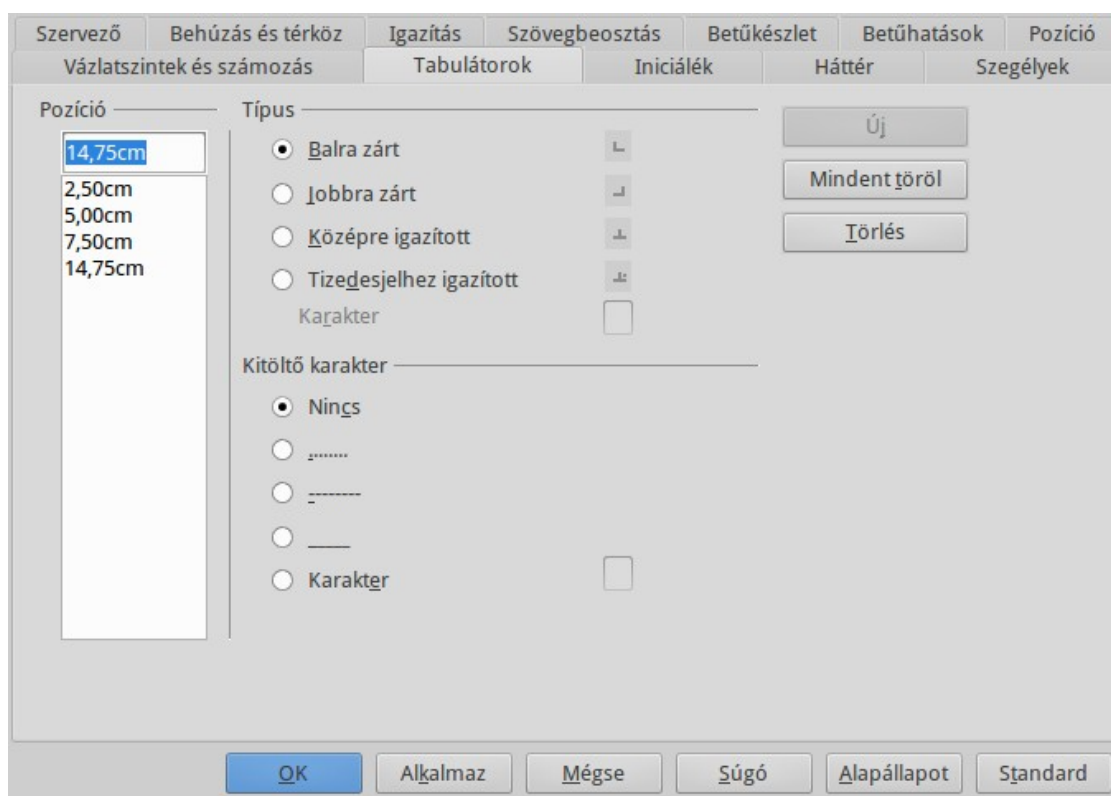 Szervező Behúzás és térköz Igazítás Szövegbeosztás Betűkészlet Betűhatások Pozíció
Vázlatszintek és számozás Tabulátorok Iniciálék Háttér Szegélyek
Pozíció
14,75cm
2,50cm
5,00cm
7,50cm
14,75cm
Típus
Balra zárt
Jobbra zárt
Középre igazított
Tizedesjelhez igazított
Karakter
Kitöltő karakter
Nincs
........
--------
_____
Karakter
Új
Mindent töröl
Törlés
OK Alkalmaz Mégse Súgó Alapállapot Standard